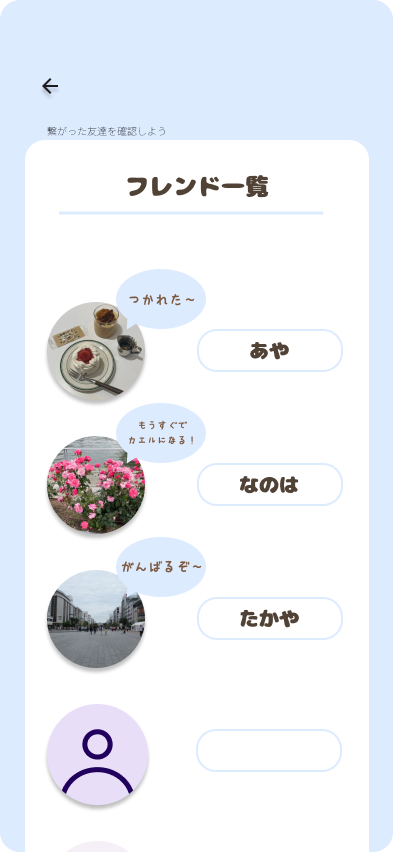 繋がった友達を確認しよう
フレンド一覧
つかれた〜
あや
もうすぐで
カエルになる！
なのは
がんばるぞ〜
たかや